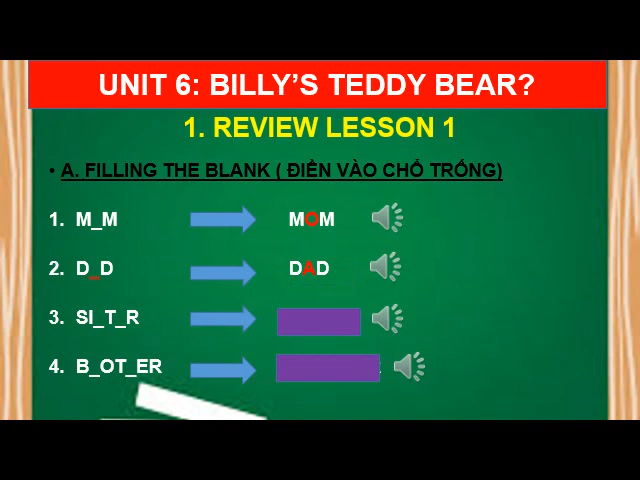 UNIT 6: BILLY’S TEDDY BEAR?
1. REVIEW LESSON 1
• A. FILLING THE BLANK ( ĐIỀN VÀO CHỖ TRỐNG)
1. M_M MOM
2. D_D DAD
3. SI_T_R
4. B_OT_ER